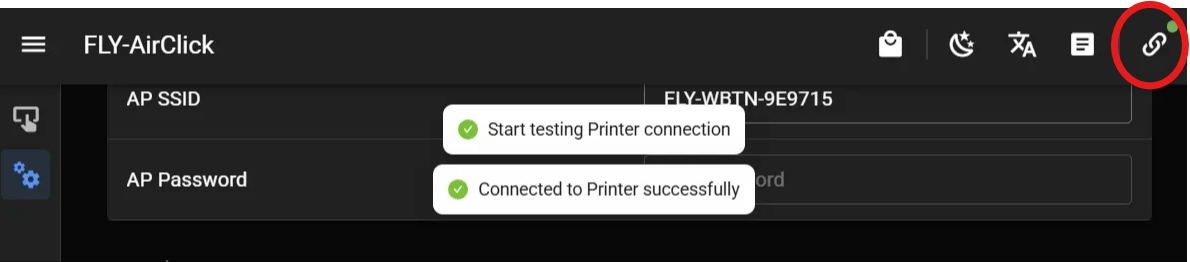 FLY-AirClick
AP SSID
FLY-WBTN-9E9715
Start testing Printer connection
AP Password
Connected to Printer successfully